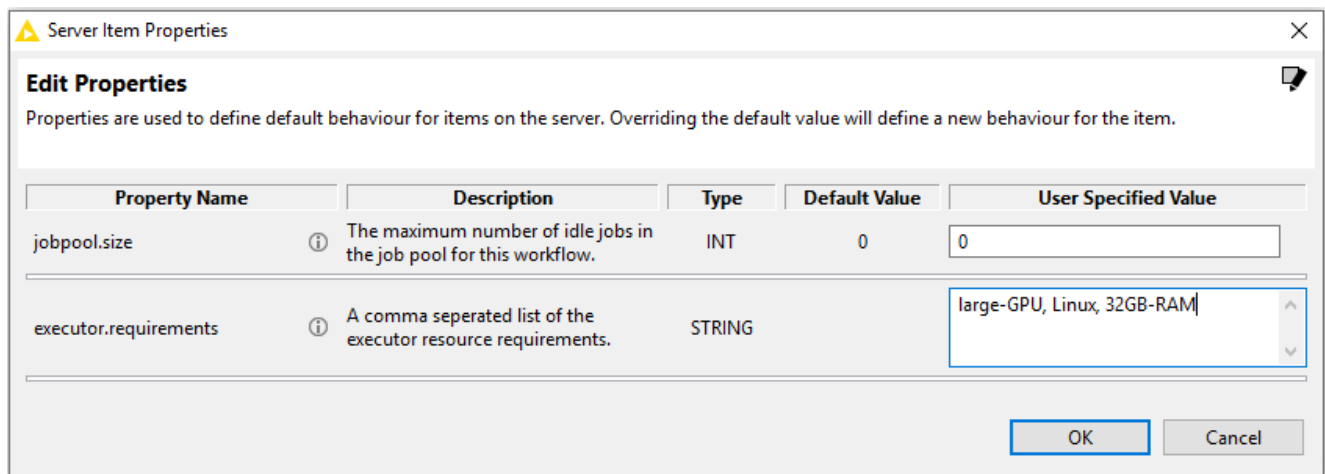 Server Item Properties
Edit Properties
Properties are used to define default behaviour for items on the server. Overriding the default value will define a new behaviour for the item.
Property Name Description Type Default Value User Specified Value
jobpool.size The maximum number of idle jobs in the job pool for this workflow. INT 0 0
executor.requirements A comma seperated list of the executor resource requirements. STRING large-GPU, Linux, 32GB-RAM
OK Cancel